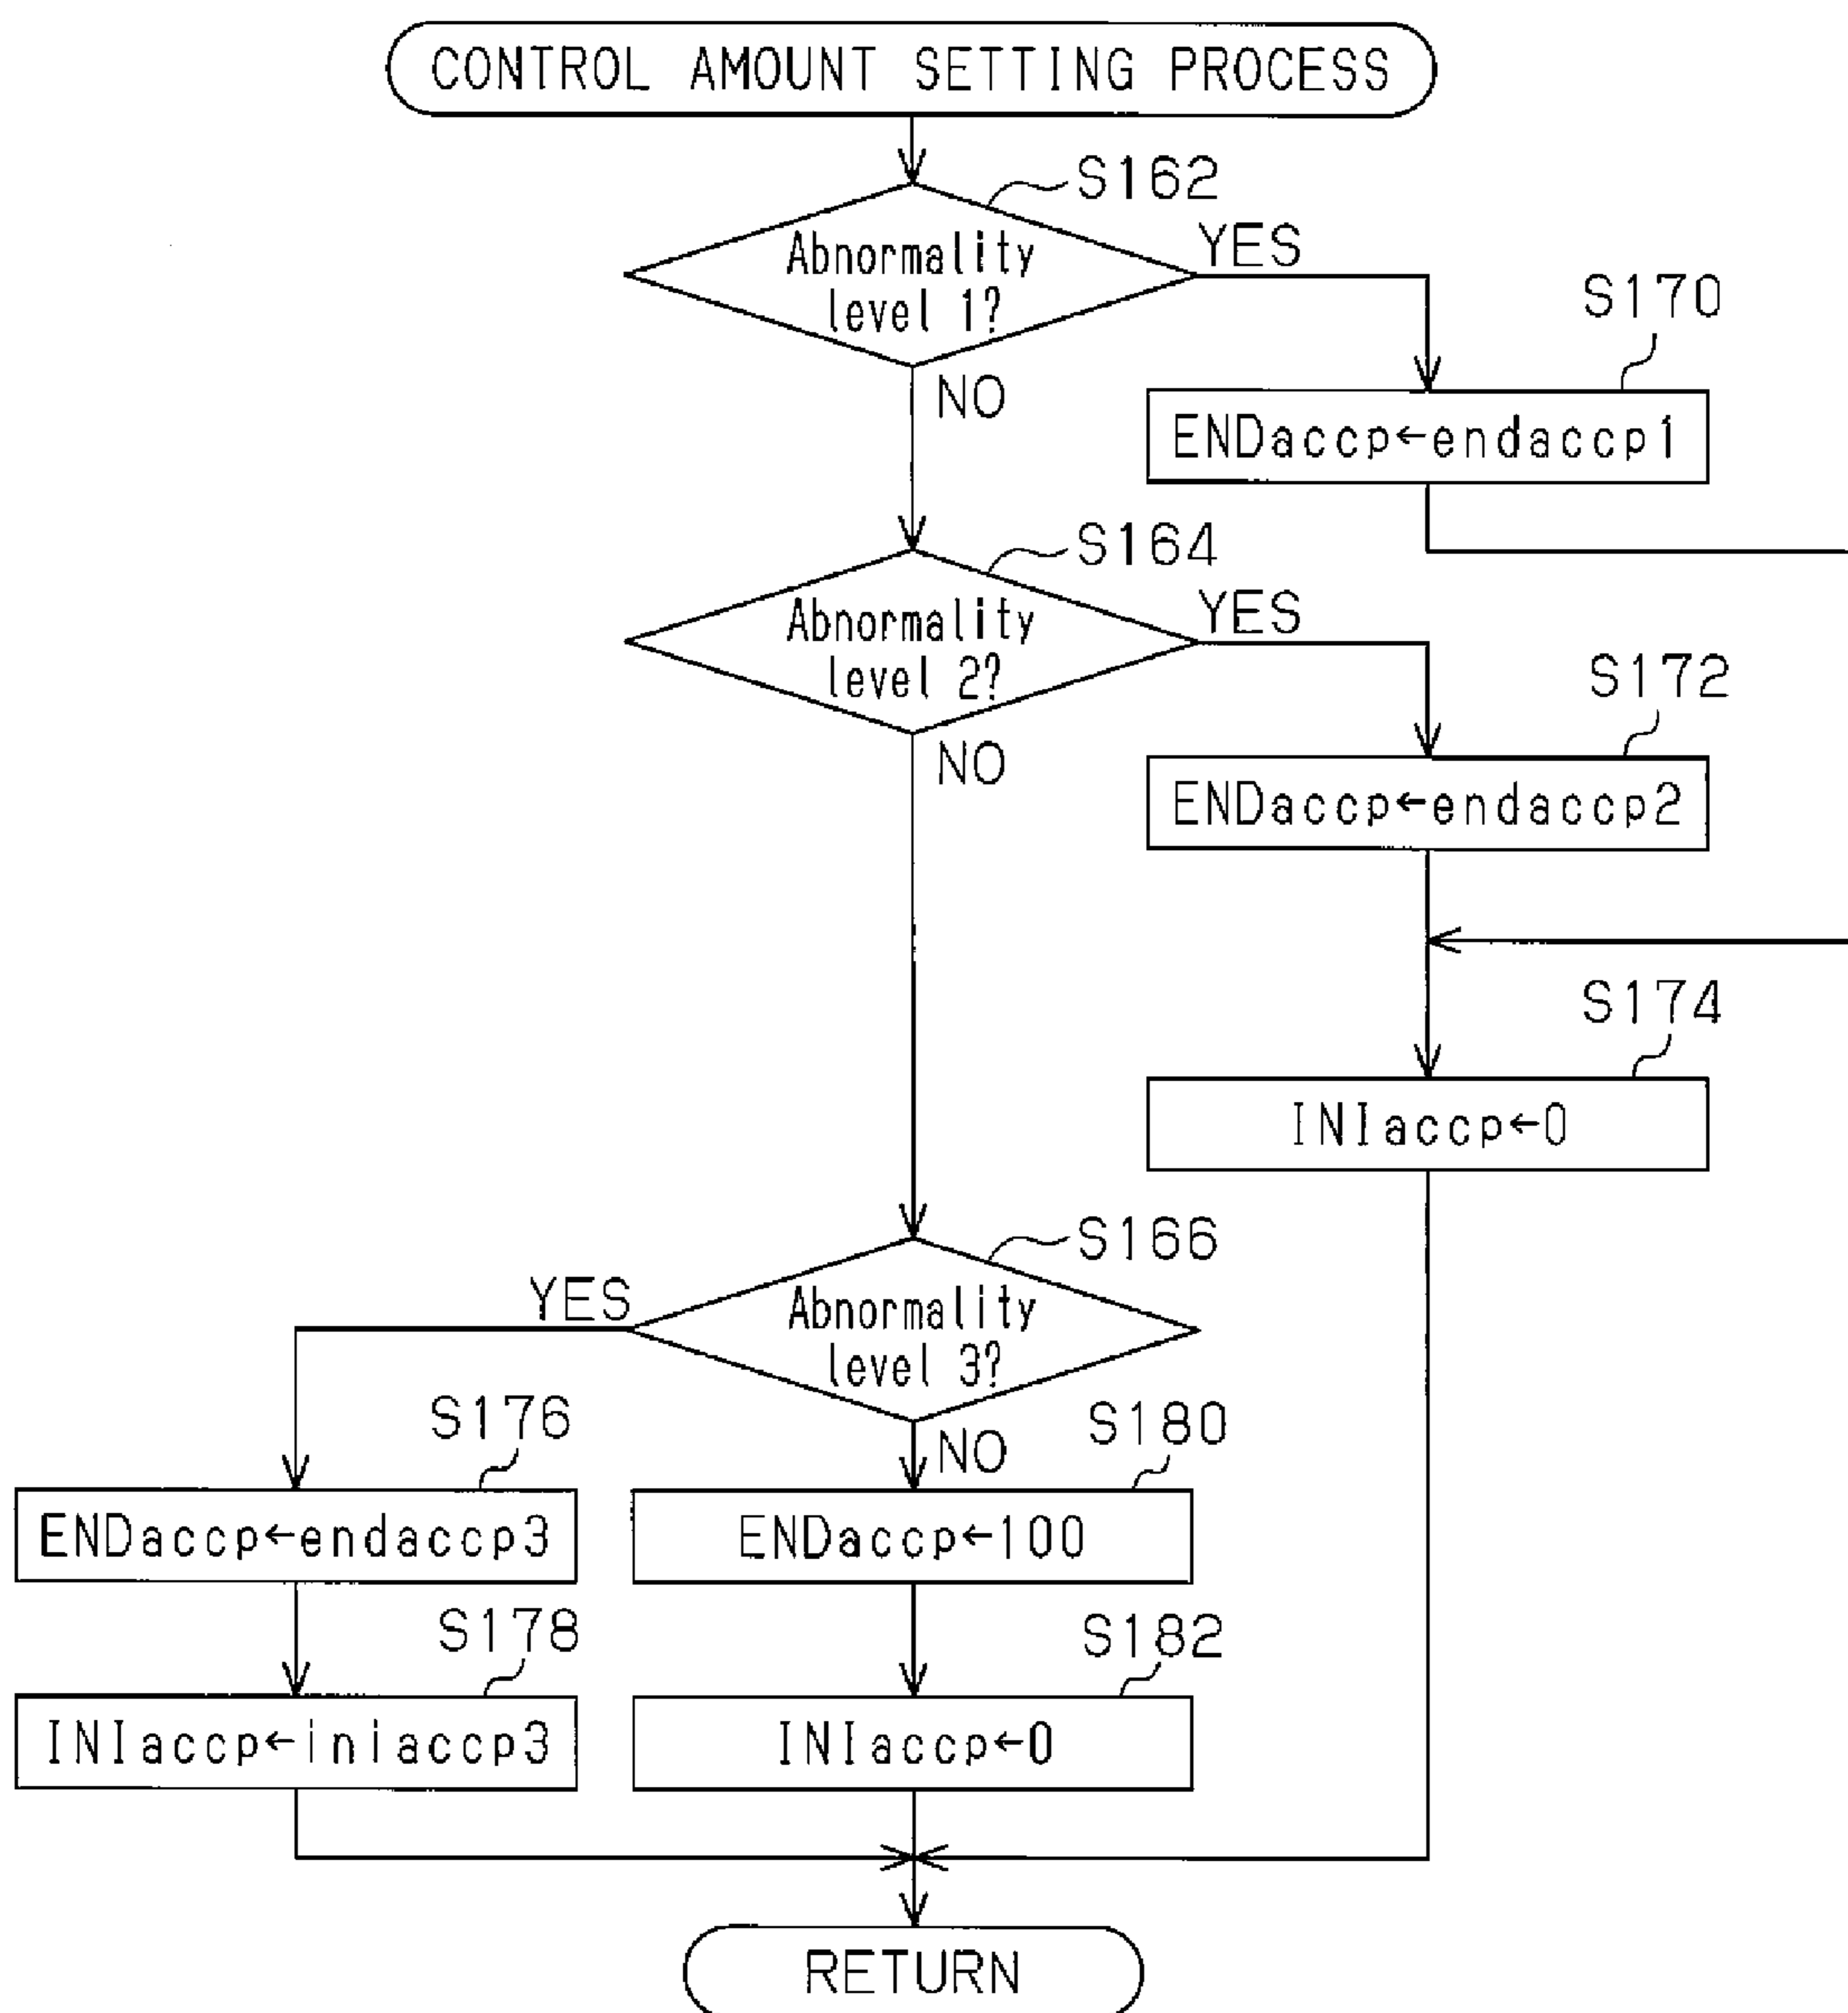 CONTROL AMOUNT SETTING PROCESS
S162
Abnormality
level 1?
YES
NO
S170
ENDaccp←endaccp1
S164
Abnormality
level 2?
YES
NO
S172
ENDaccp←endaccp2
S174
INIaccp←0
S166
Abnormality
level 3?
YES
NO
S176
ENDaccp←endaccp3
S180
ENDaccp←100
S178
INIaccp←iniaccp3
S182
INIaccp←0
RETURN